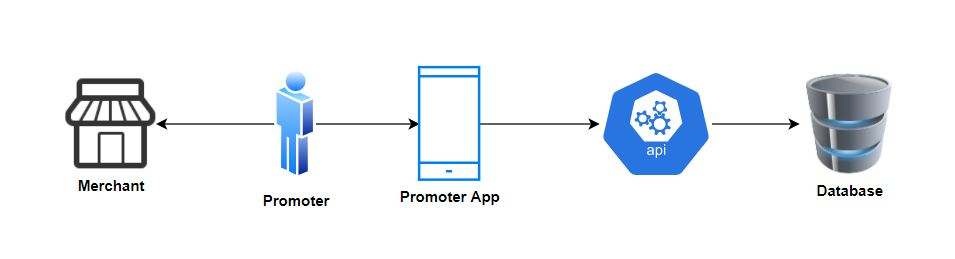 Merchant
Promoter
Promoter App
api
Database